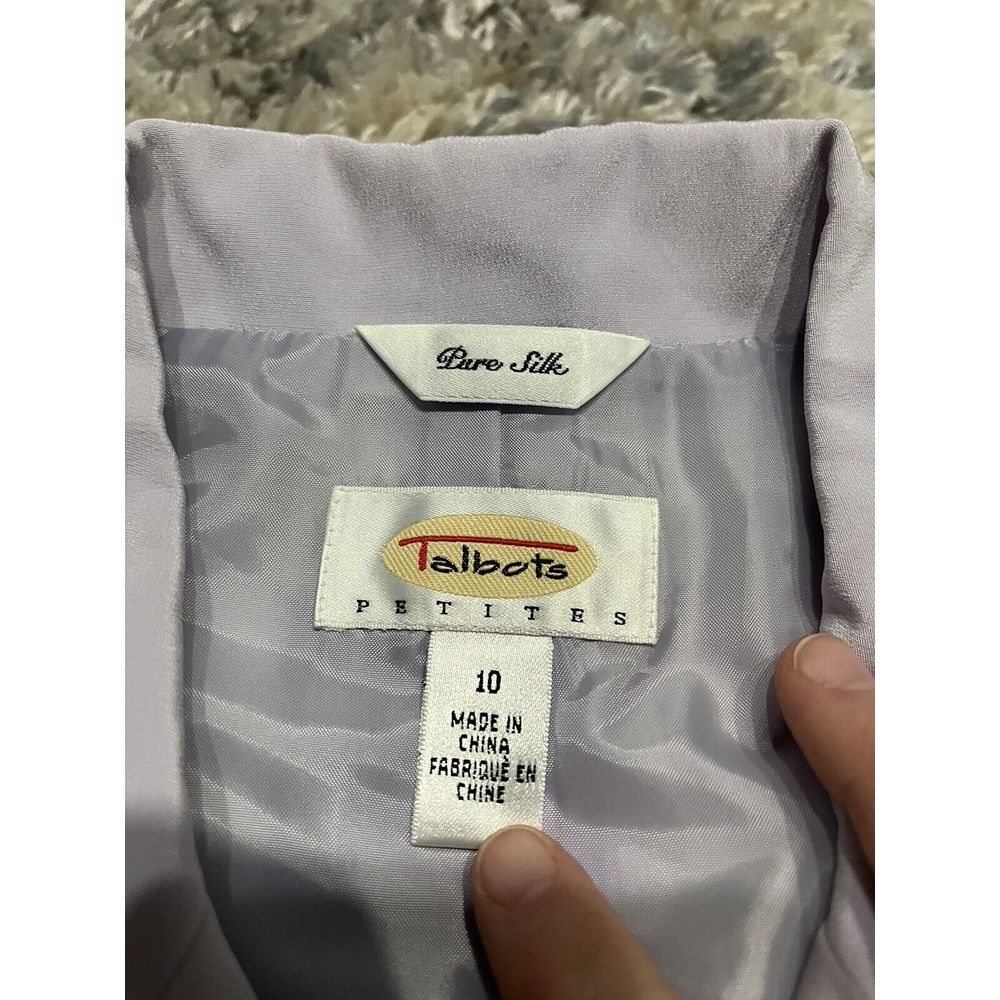 Pure Silk
Talbots
PETITES
10
MADE IN
CHINA
FABRIQUÉ EN
CHINE